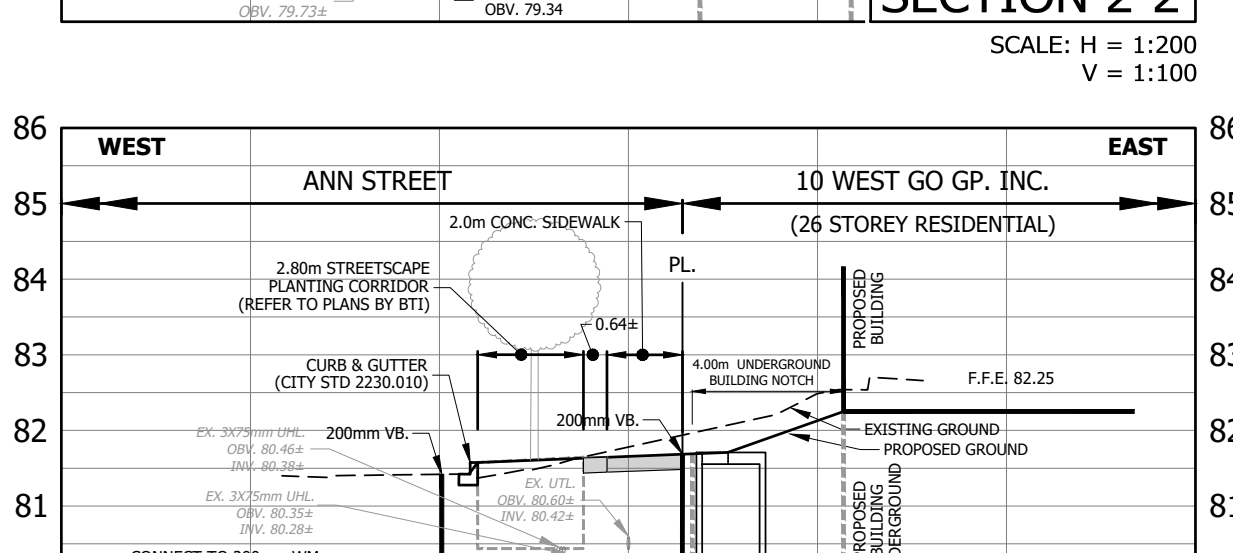 OBV. 79.73±
OBV. 79.34
SECTION 2-2
SCALE: H = 1:200
V = 1:100
86
WEST
EAST
ANN STREET
10 WEST GO GP. INC.
85
(26 STOREY RESIDENTIAL)
2.0m CONC. SIDEWALK
PL.
84
84
2.80m STREETSCAPE
PLANTING CORRIDOR
(REFER TO PLANS BY BTI)
PROPOSED
BUILDING
0.64±
83
83
CURB & GUTTER
(CITY STD 2230.010)
4.00m UNDERGROUND
BUILDING NOTCH
F.F.E. 82.25
82
EX. 3X75mm UHL.
OBV. 80.46±
INV. 80.38±
200mm VB.
200mm VB.
EXISTING GROUND
PROPOSED GROUND
EX. 3X75mm UHL.
OBV. 80.35±
INV. 80.28±
EX. UTL.
OBV. 80.60±
INV. 80.42±
81
81
BUILDING